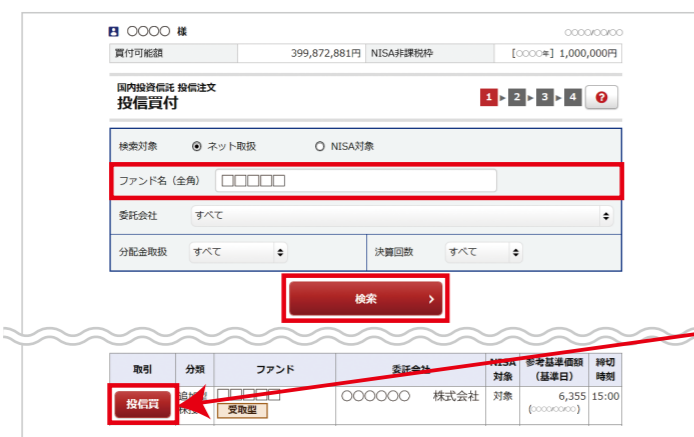 ○○○○ 様
○○○○/○○/○○
買付可能額 399,872,881円 NISA非課税枠 [○○○○年] 1,000,000円
国内投資信託 投信注文
投信買付
1 ▶ 2 ▶ 3 ▶ 4 ?
検索対象 ネット取扱 NISA対象
ファンド名（全角） □□□□□
委託会社 すべて
分配金取扱 すべて 決算回数 すべて
検索 >
取引 分類 ファンド 委託会社 NISA対象 参考基準価額（基準日） 締切時刻
投信買 □□□□□ ○○○○○○ 株式会社 対象 6,355 15:00
受取型 (○○○○/○○/○○)